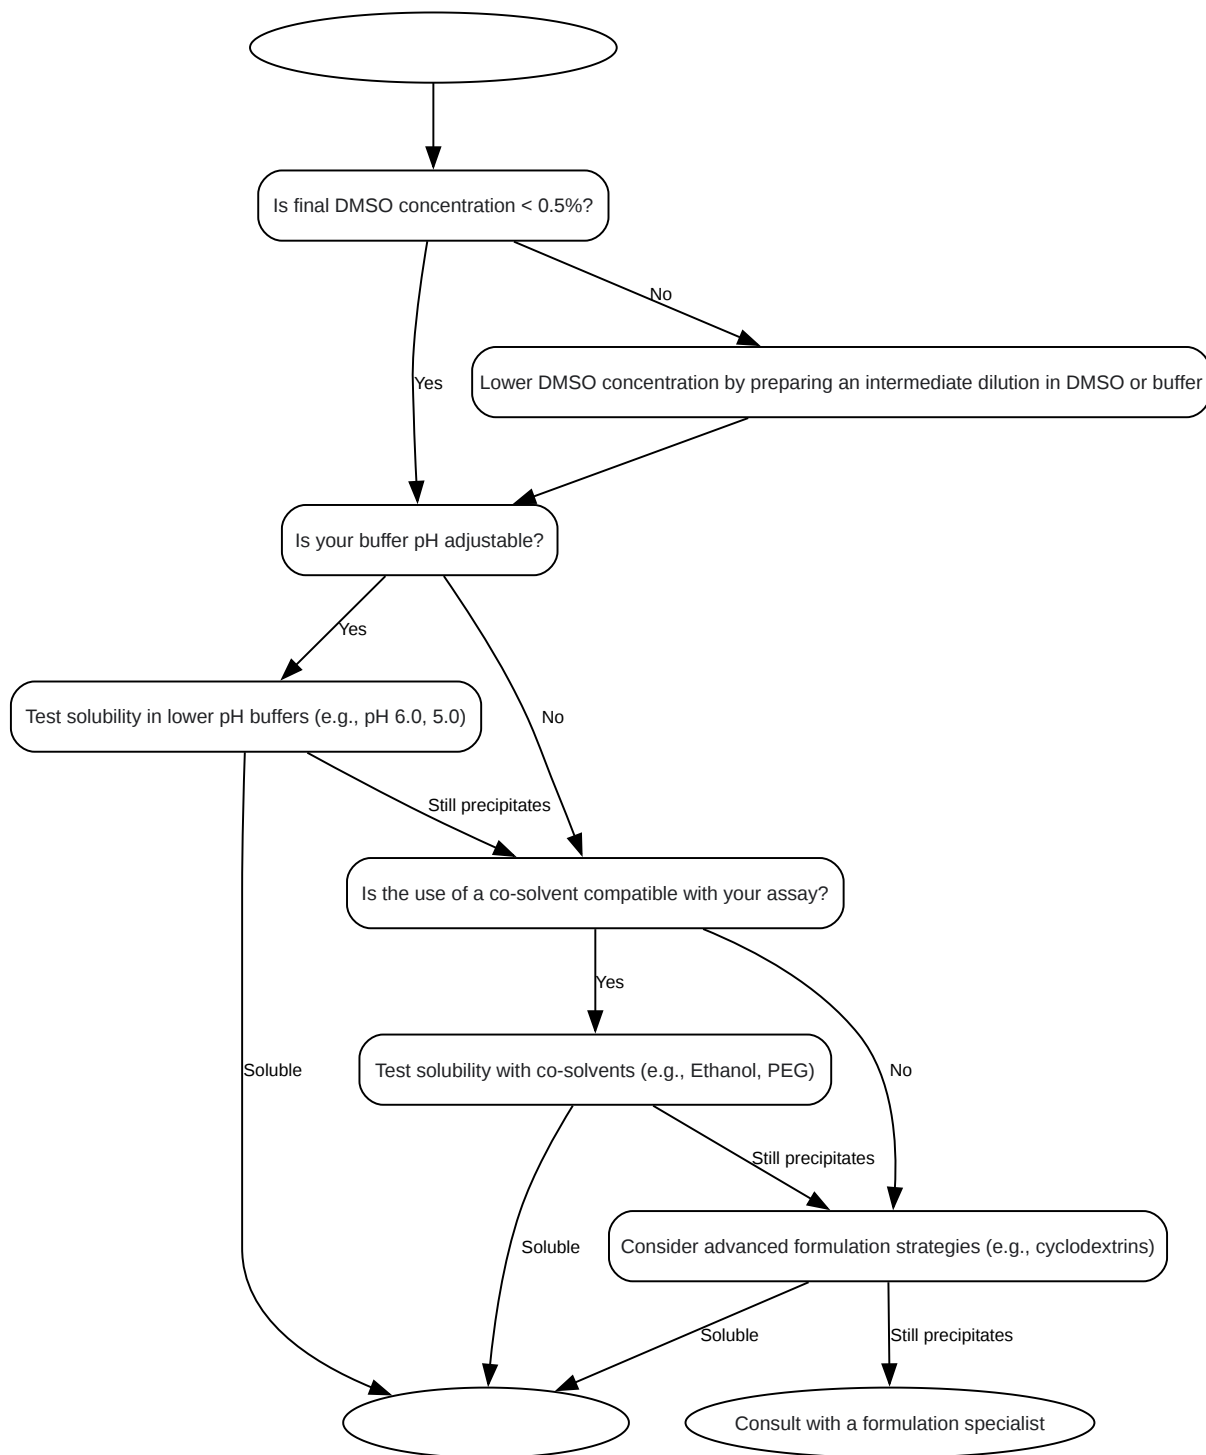 Is final DMSO concentration < 0.5%?
No
Yes
Lower DMSO concentration by preparing an intermediate dilution in DMSO or buffer
Is your buffer pH adjustable?
Yes
Test solubility in lower pH buffers (e.g., pH 6.0, 5.0)
No
Still precipitates
Is the use of a co-solvent compatible with your assay?
Yes
Soluble
Test solubility with co-solvents (e.g., Ethanol, PEG)
No
Still precipitates
Soluble
Consider advanced formulation strategies (e.g., cyclodextrins)
Soluble
Still precipitates
Consult with a formulation specialist